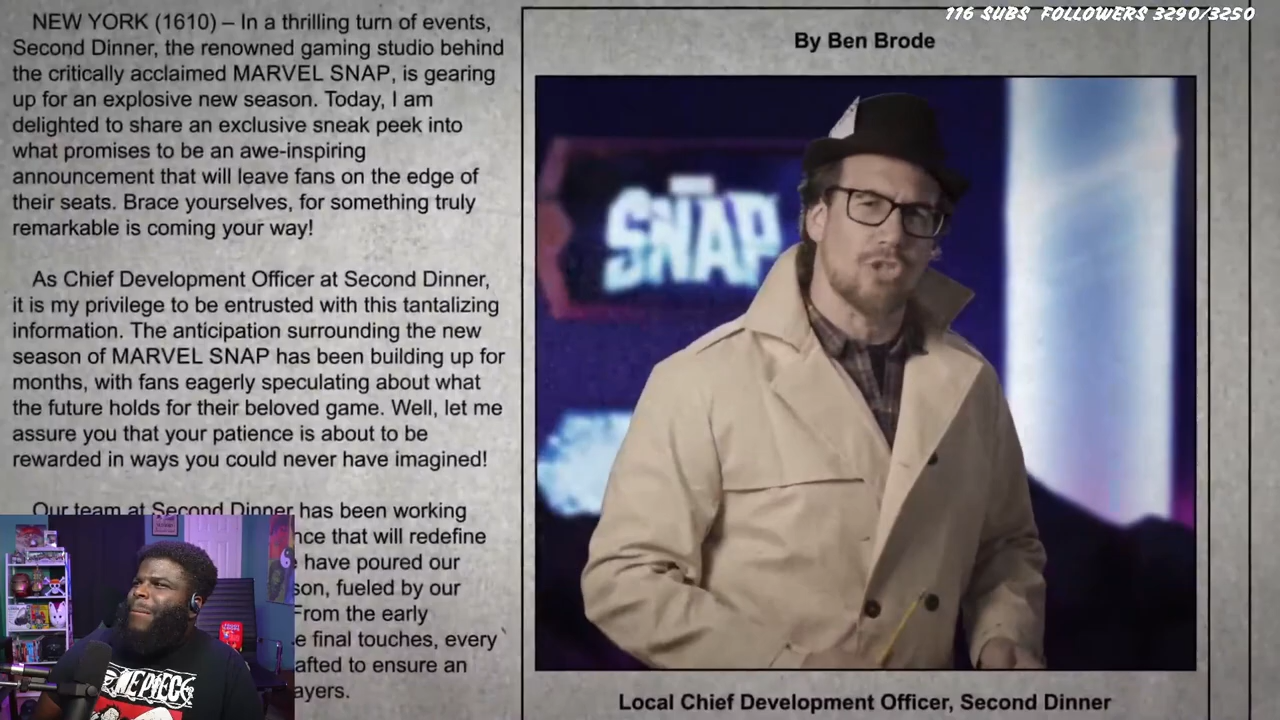 116 SUBS FOLLOWERS 3290/3250
NEW YORK (1610) – In a thrilling turn of events,
Second Dinner, the renowned gaming studio behind
the critically acclaimed MARVEL SNAP, is gearing
up for an explosive new season. Today, I am
delighted to share an exclusive sneak peek into
what promises to be an awe-inspiring
announcement that will leave fans on the edge of
their seats. Brace yourselves, for something truly
remarkable is coming your way!
As Chief Development Officer at Second Dinner,
it is my privilege to be entrusted with this tantalizing
information. The anticipation surrounding the new
season of MARVEL SNAP has been building up for
months, with fans eagerly speculating about what
the future holds for their beloved game. Well, let me
assure you that your patience is about to be
rewarded in ways you could never have imagined!
Our team at Second Dinner has been working
nce that will redefine
have poured our
son, fueled by our
From the early
e final touches, every
afted to ensure an
ayers.
By Ben Brode
SNAP
Local Chief Development Officer, Second Dinner
ONE PIECE